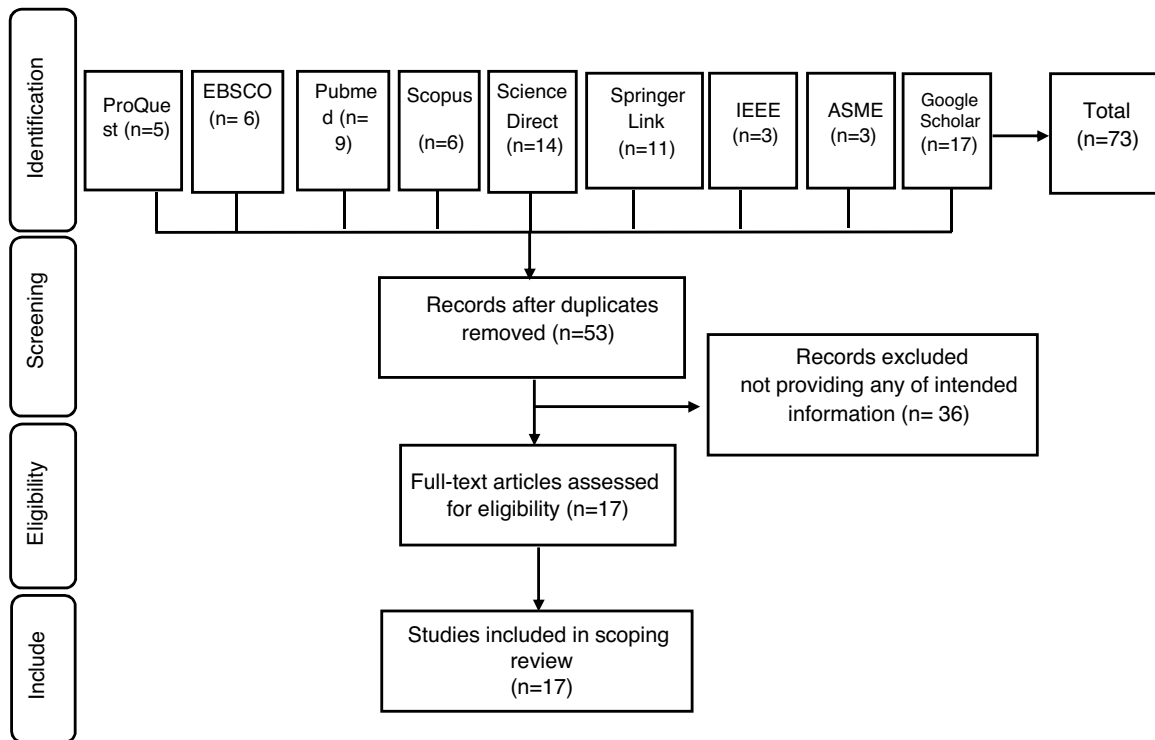 Identification
ProQue
st (n=5)
EBSCO
(n= 6)
Pubme
d (n=
9)
Scopus
(n=6)
Science
Direct
(n=14)
Springer
Link
(n=11)
IEEE
(n=3)
ASME
(n=3)
Google
Scholar
(n=17)
Total
(n=73)
Screening
Records after duplicates
removed (n=53)
Records excluded
not providing any of intended
information (n= 36)
Eligibility
Full-text articles assessed
for eligibility (n=17)
Include
Studies included in scoping
review
(n=17)